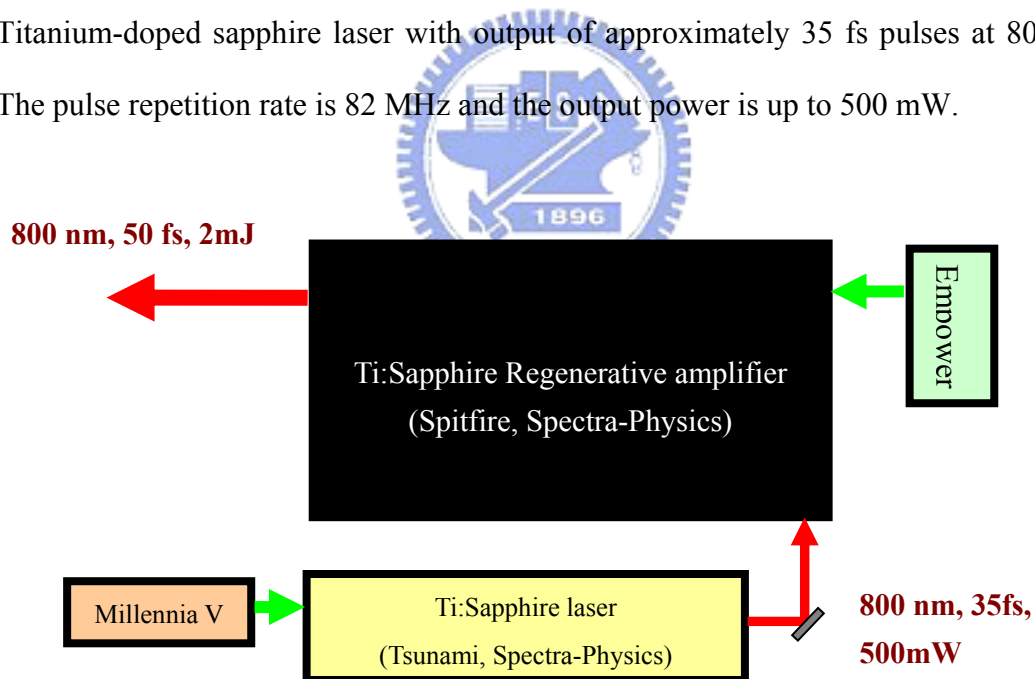 Titanium-doped sapphire laser with output of approximately 35 fs pulses at 80
The pulse repetition rate is 82 MHz and the output power is up to 500 mW.
1896
800 nm, 50 fs, 2mJ
Empower
Ti:Sapphire Regenerative amplifier
(Spitfire, Spectra-Physics)
Millennia V
Ti:Sapphire laser
(Tsunami, Spectra-Physics)
800 nm, 35fs,
500mW